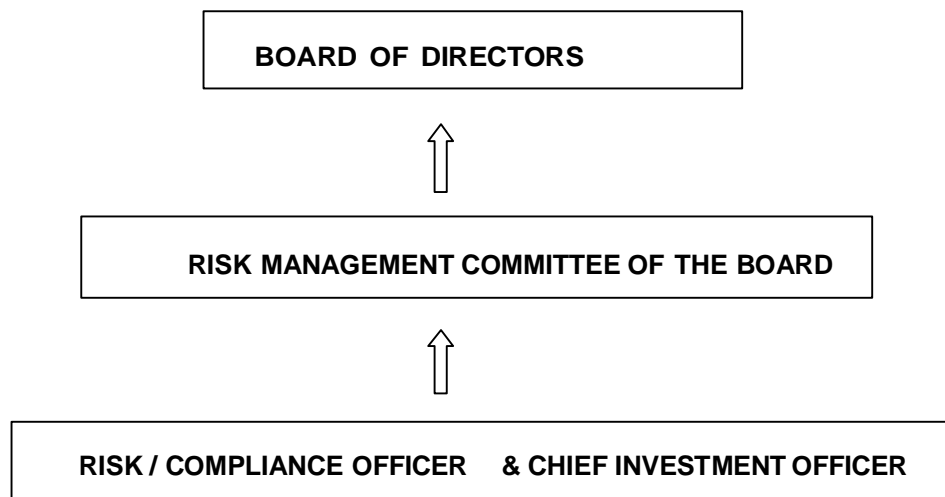 BOARD OF DIRECTORS
RISK MANAGEMENT COMMITTEE OF THE BOARD
RISK / COMPLIANCE OFFICER & CHIEF INVESTMENT OFFICER